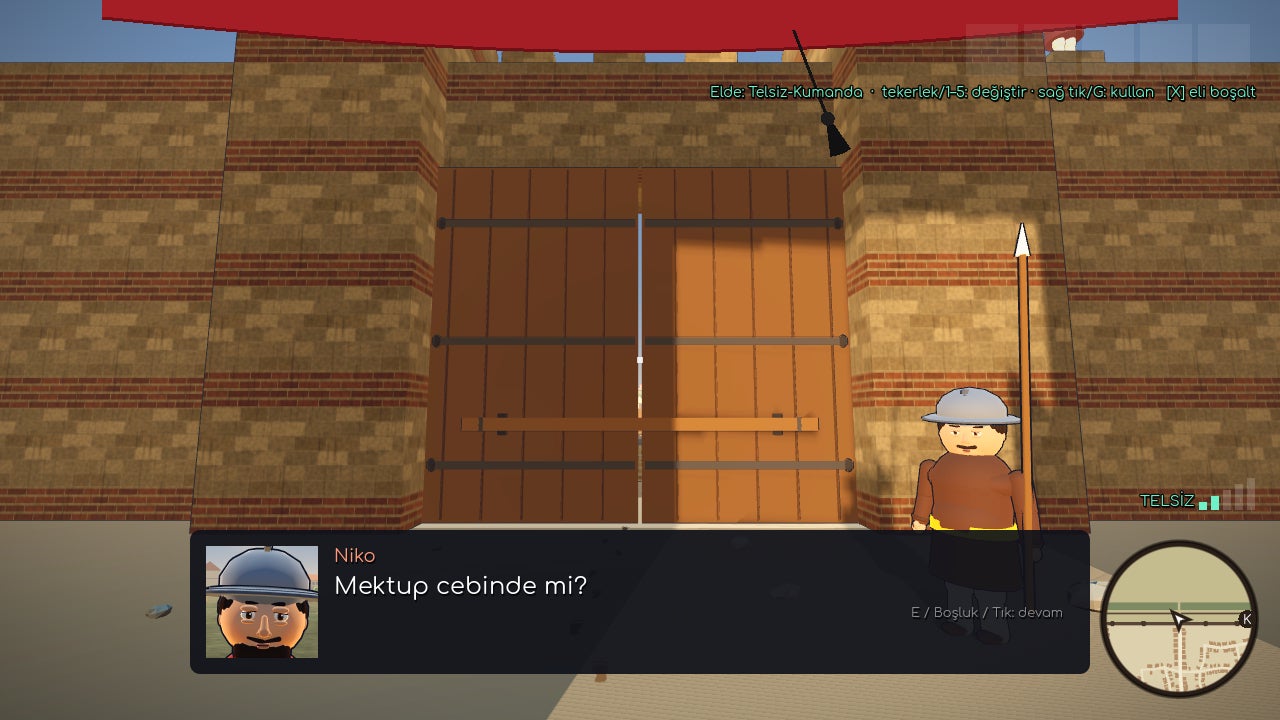 Elde: Telsiz-Kumanda · tekerlek/1-5: değiştir · sağ tık/G: kullan [X] eli boşalt
TELSİZ
Niko
Mektup cebinde mi?
E / Boşluk / Tık: devam
K